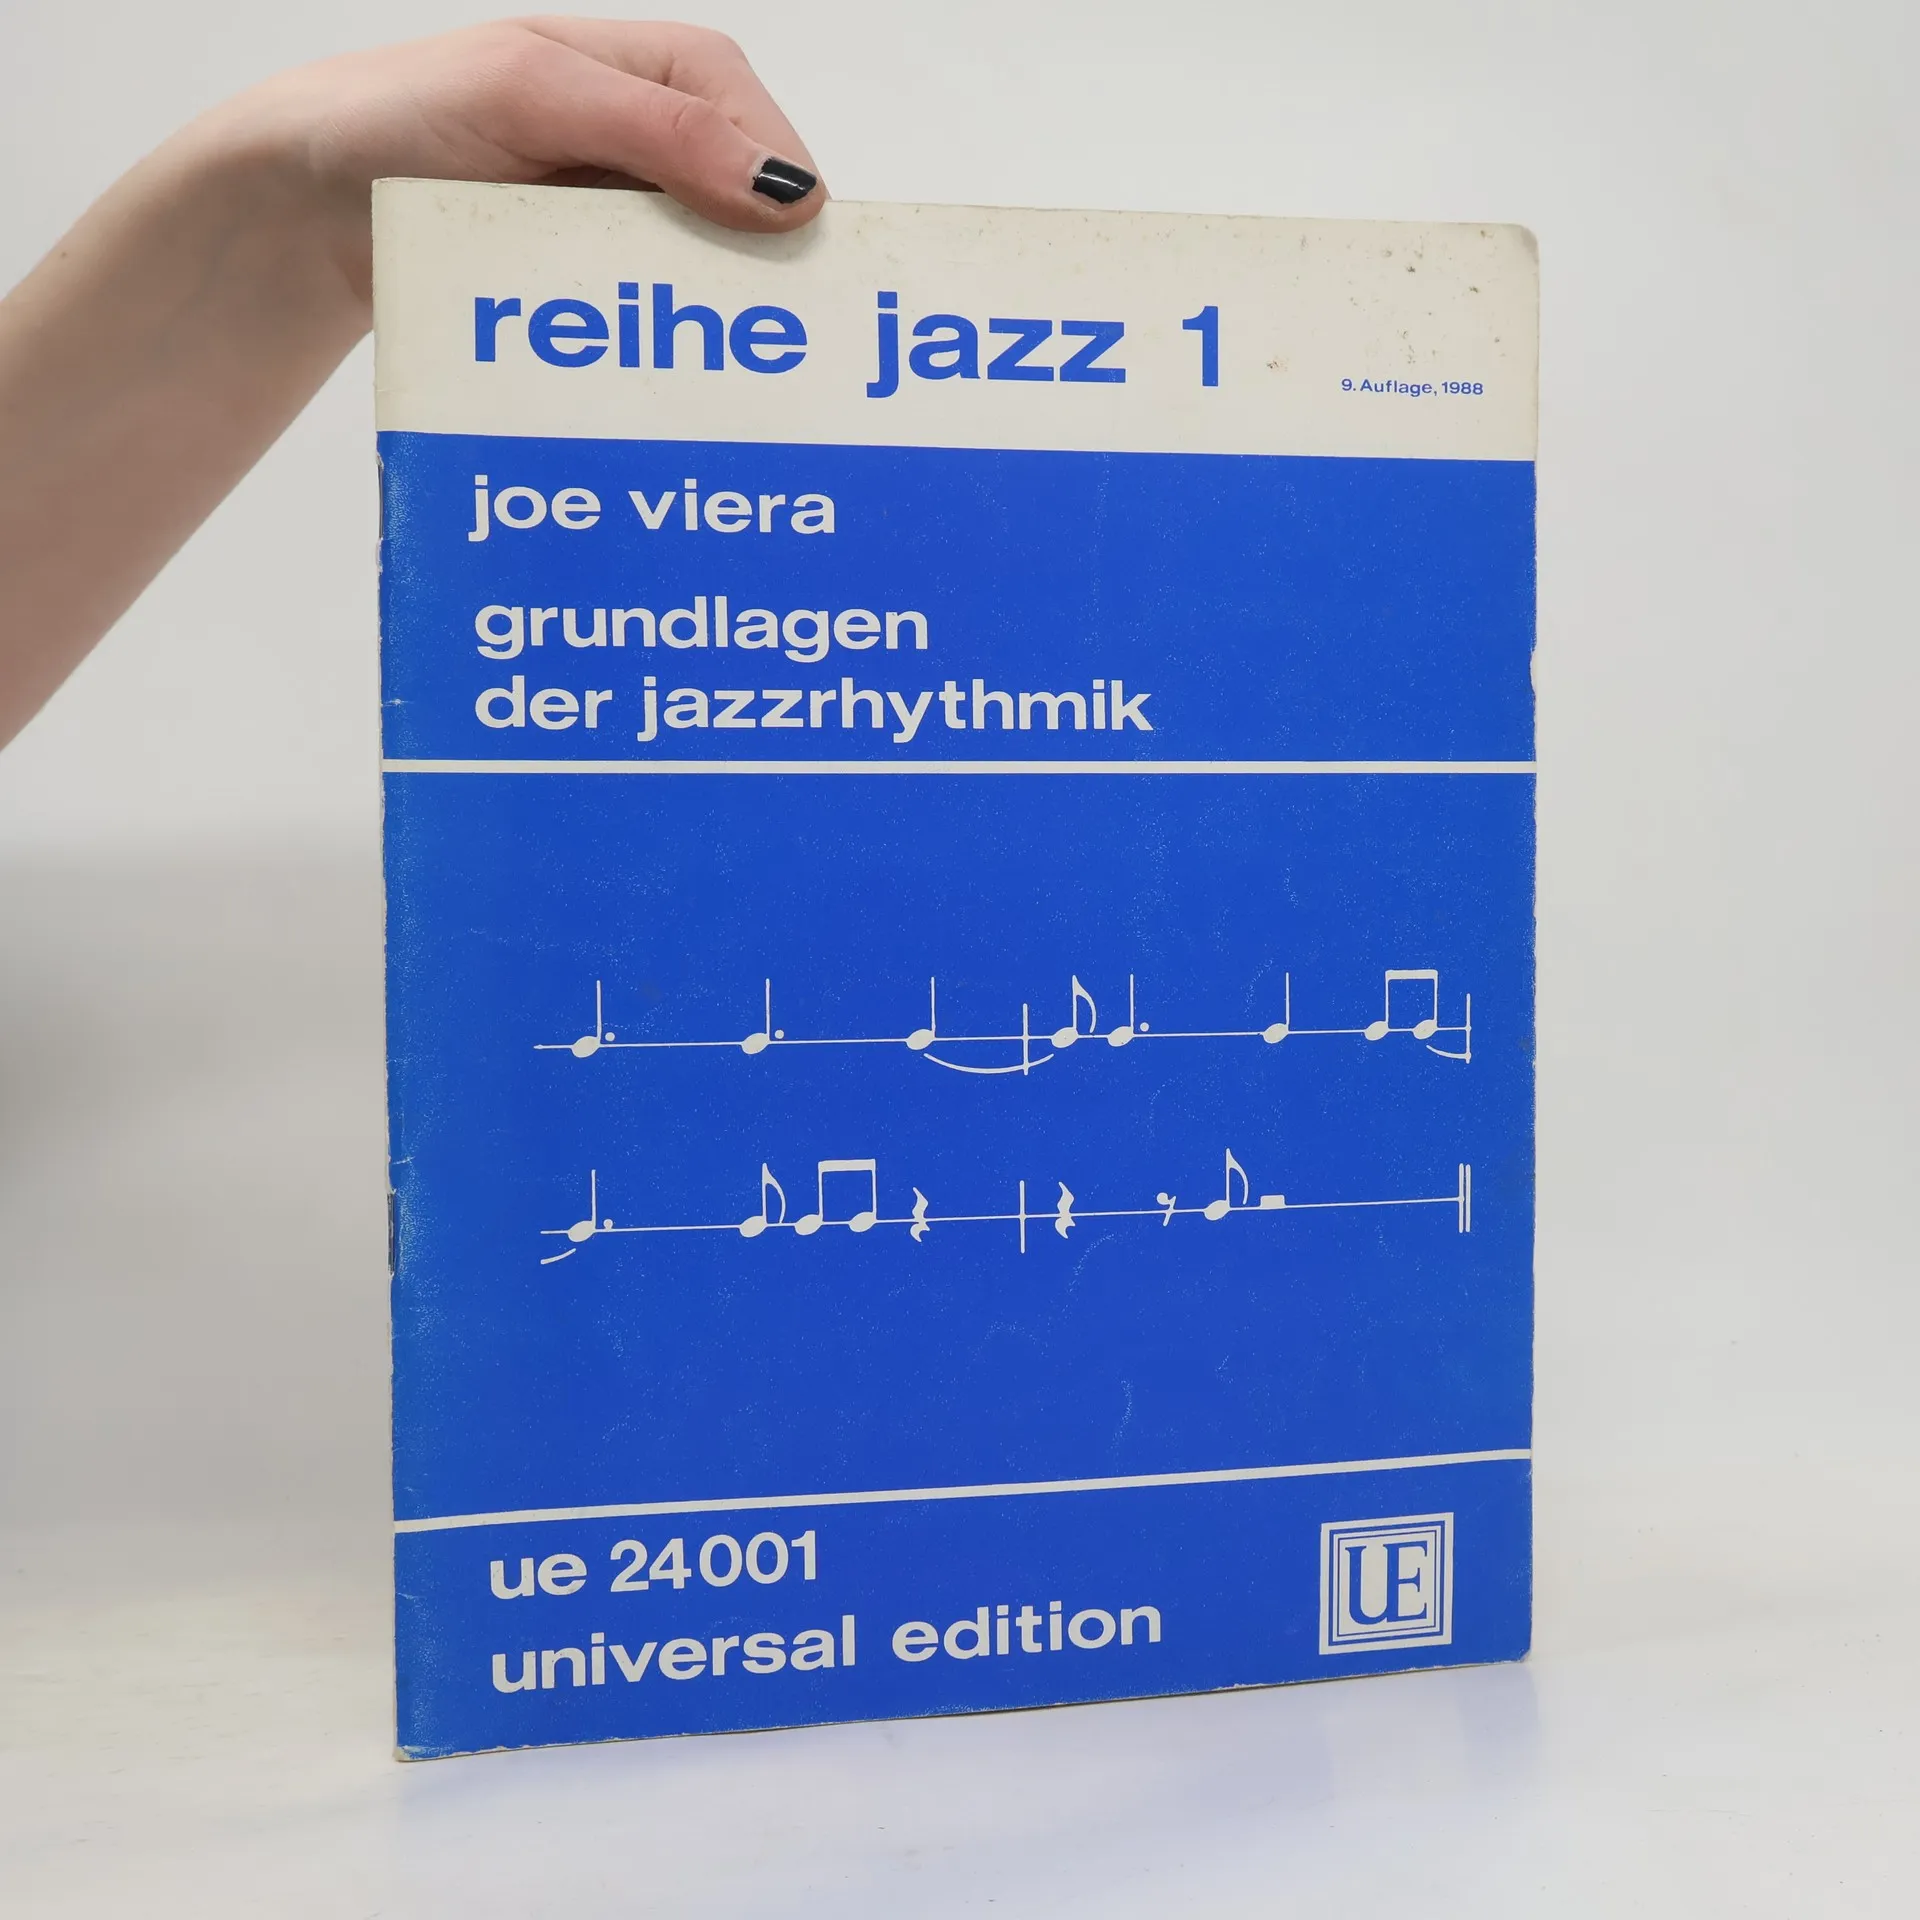 reihe jazz 1
9. Auflage, 1988
joe viera
grundlagen
der jazzrhythmik
ue 24001
universal edition
UE